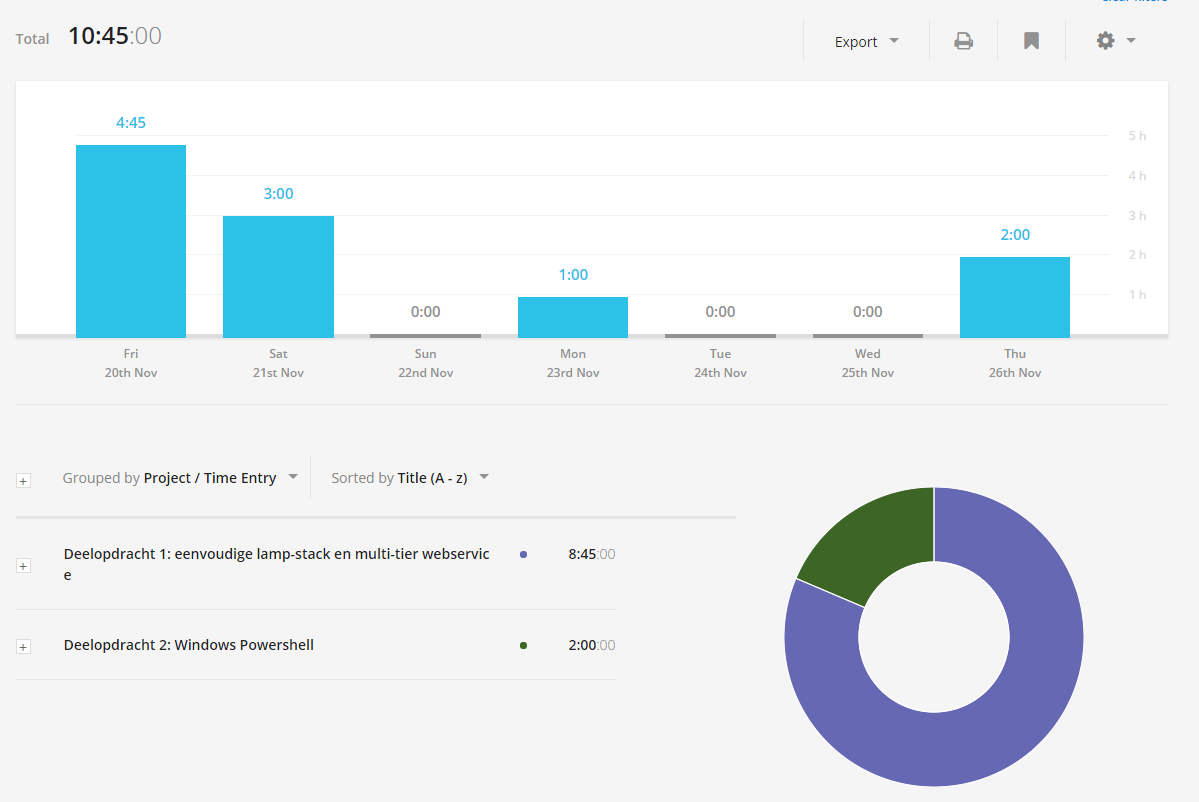 clear filters
Total 10:45:00
Export
4:45
5 h
4 h
3:00
3 h
2:00
2 h
1:00
1 h
0:00 0:00 0:00
Fri Sat Sun Mon Tue Wed Thu
20th Nov 21st Nov 22nd Nov 23rd Nov 24th Nov 25th Nov 26th Nov
Grouped by Project / Time Entry Sorted by Title (A - z)
Deelopdracht 1: eenvoudige lamp-stack en multi-tier webservic 8:45:00
e
Deelopdracht 2: Windows Powershell 2:00:00